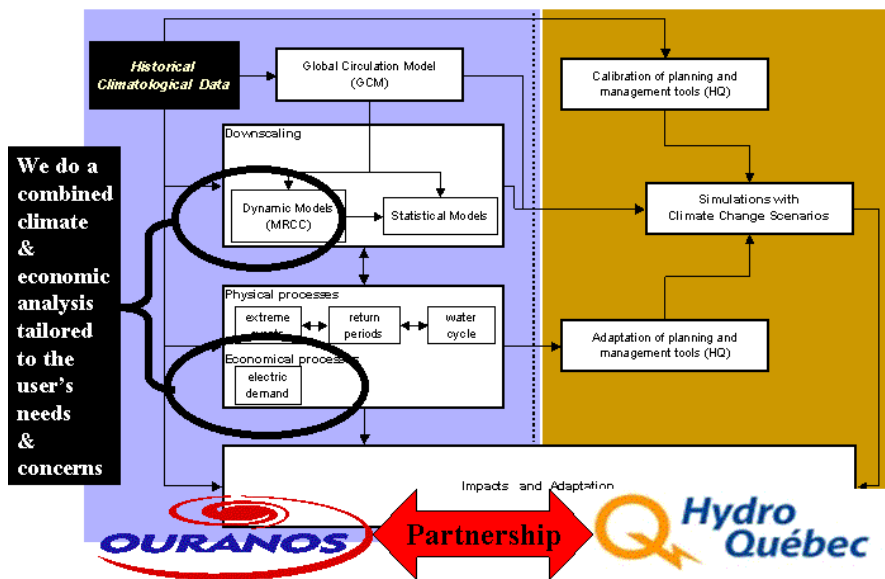 Historical
Climatological Data
Global Circulation Model
(GCM)
Calibration of planning and
management tools (HQ)
Downscaling
We do a
combined
climate
&
economic
analysis
tailored
to the
user's
needs
&
concerns
Dynamic Models
(MRCC)
Statistical Models
Simulations with
Climate Change Scenarios
Physical processes
extreme
return
periods
water
cycle
Economical processes
electric
demand
Adaptation of planning and
management tools (HQ)
Impacts and Adaptation
OURANOS
Partnership
Hydro
Québec